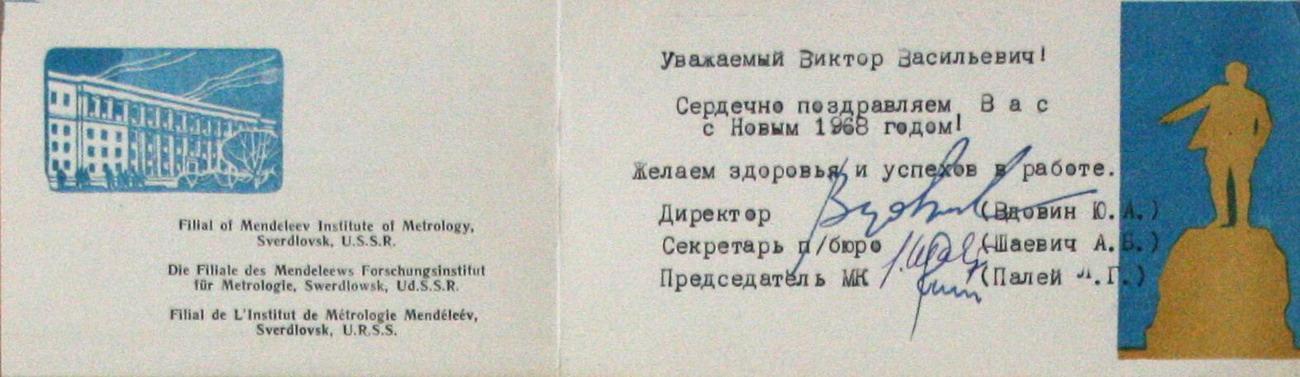 Filial of Mendeleev Institute of Metrology,
Sverdlovsk, U.S.S.R.
Die Filiale des Mendeleews Forschungsinstitut
für Metrologie, Swerdlowsk, Ud.S.S.R.
Filial de L'Institut de Métrologie Mendéleév,
Sverdlovsk, U.R.S.S.
Уважаемый Виктор Васильевич!
Сердечно поздравляем В а с
с Новым 1968 годом!
Желаем здоровья и успехов в работе.
Директор (Вдовин Ю.А.)
Секретарь п/бюро (Шаевич А.Б.)
Председатель МК (Палей .Г.)